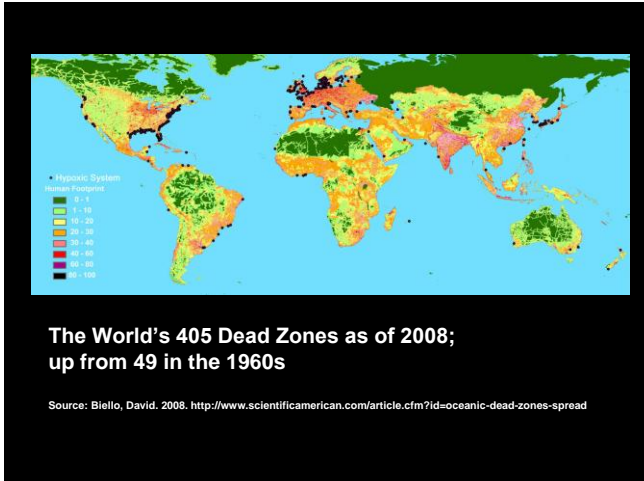 • Hypoxic System
Human Footprint
0 - 1
1 - 10
10 - 20
20 - 30
30 - 40
40 - 60
60 - 80
80 - 100
The World's 405 Dead Zones as of 2008;
up from 49 in the 1960s
Source: Biello, David. 2008. http://www.scientificamerican.com/article.cfm?id=oceanic-dead-zones-spread